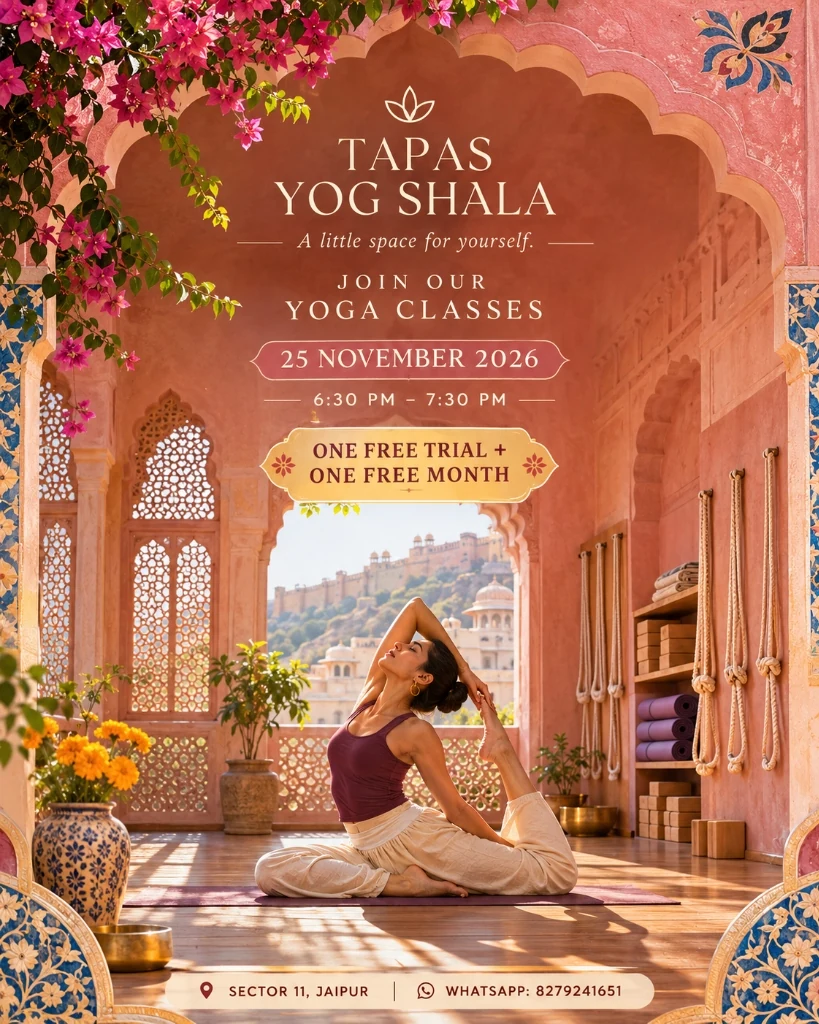 TAPAS
YOG SHALA
A little space for yourself.
JOIN OUR
YOGA CLASSES
25 NOVEMBER 2026
6:30 PM – 7:30 PM
ONE FREE TRIAL +
ONE FREE MONTH
SECTOR 11, JAIPUR | WHATSAPP: 8279241651